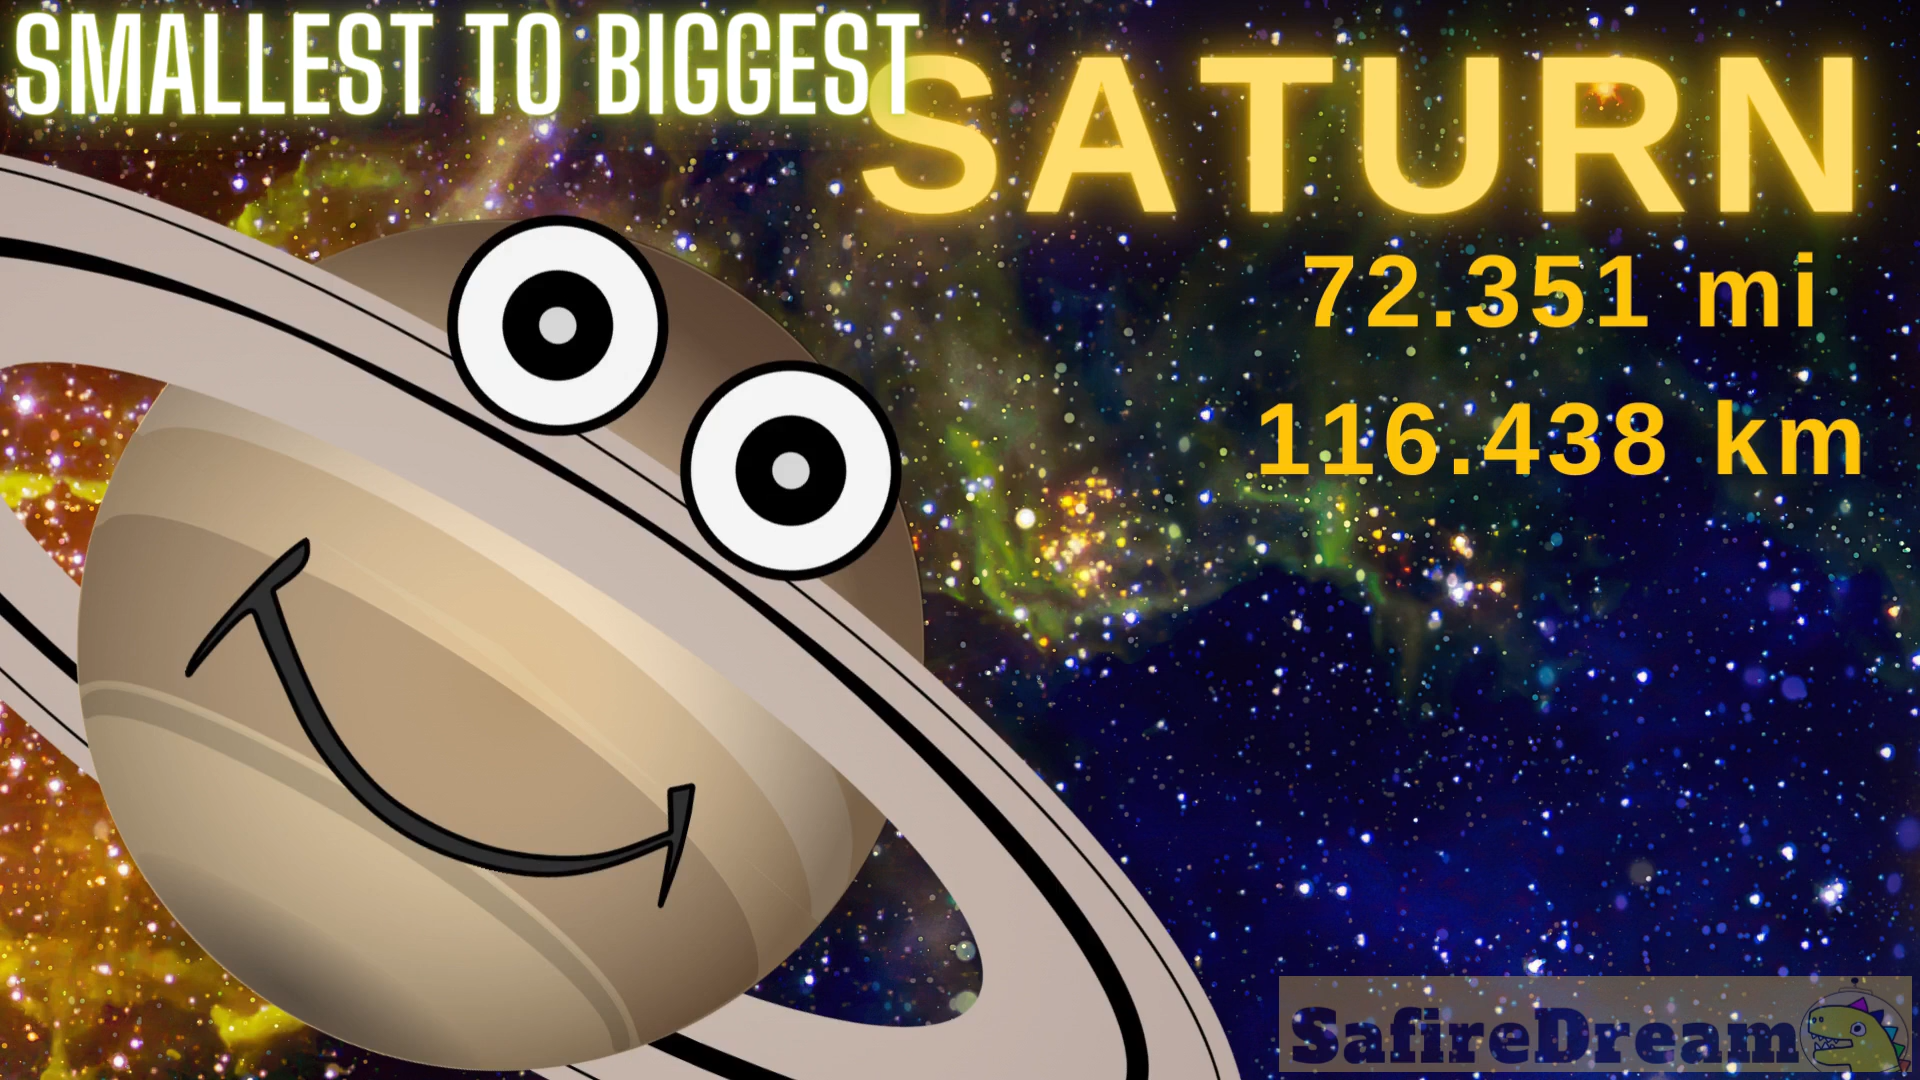 SMALLEST TO BIGGEST
SATURN
72.351 mi
116.438 km
SafireDream